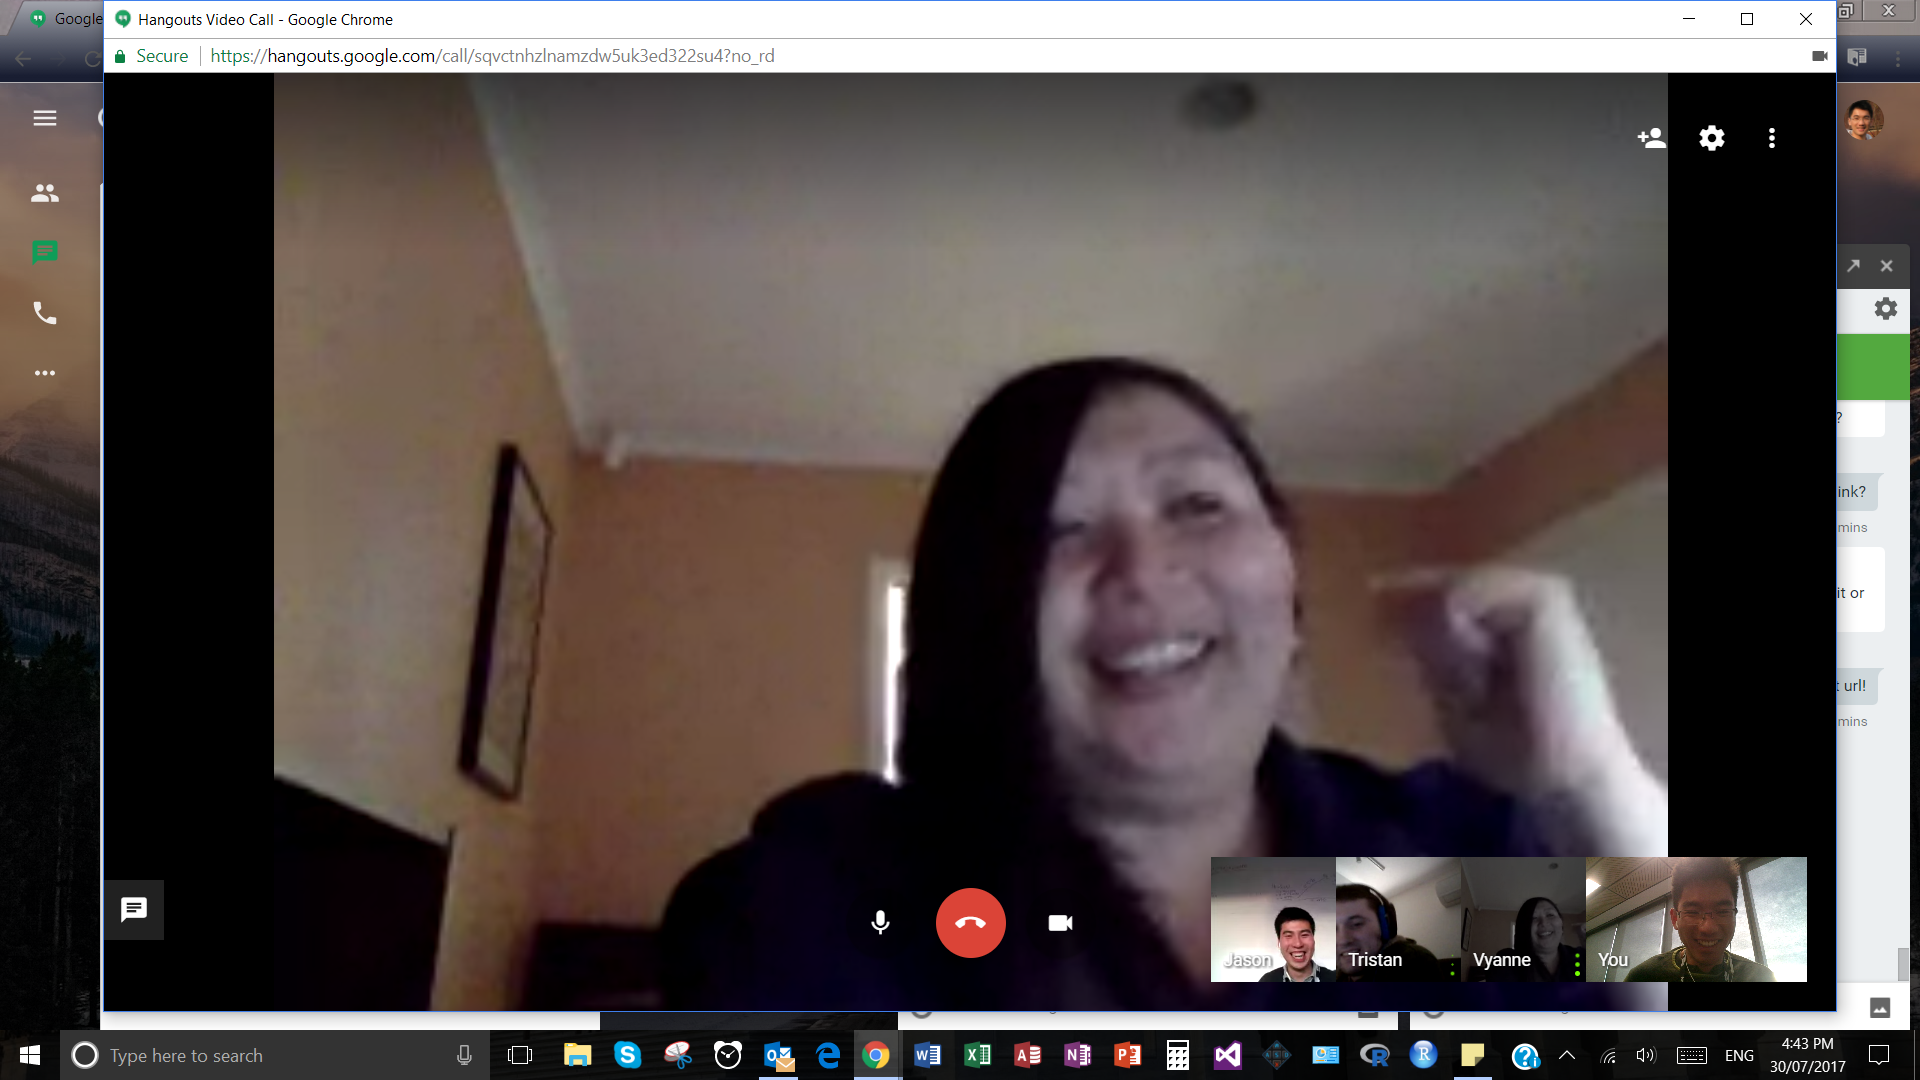 Google
Hangouts Video Call - Google Chrome
Secure
https://hangouts.google.com/call/sqvctnhzlnamzdw5uk3ed322su4?no_rd
?
ink?
mins
it or
t url!
mins
Jason
Tristan
Vyanne
You
Type here to search
ENG
4:43 PM
30/07/2017